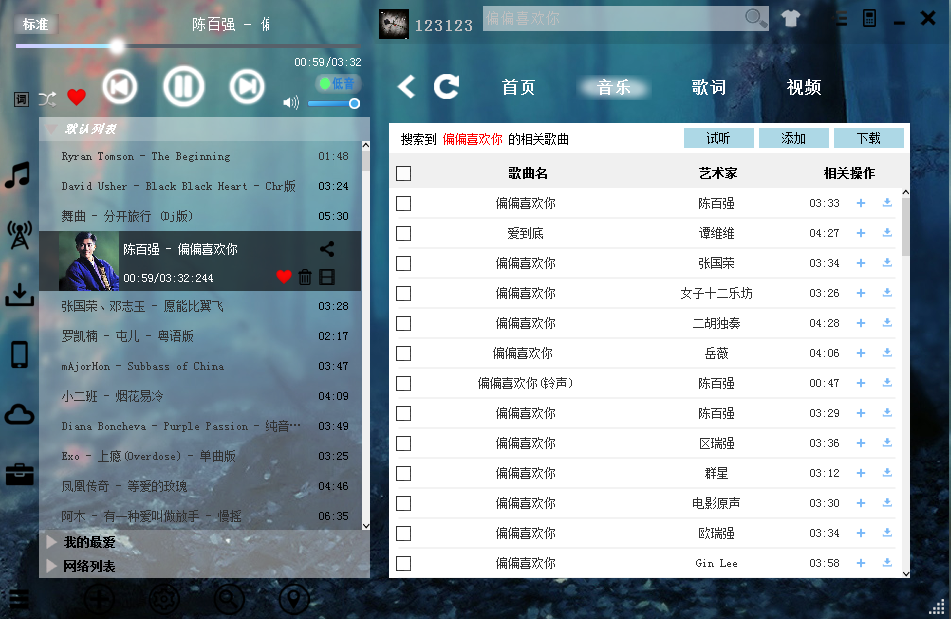 标准
陈百强 - 偏
00:59/03:32
低音
词
默认列表
Ryran Tomson - The Beginning 01:48
David Usher - Black Black Heart - Chr版 03:24
舞曲 - 分开旅行 (Dj版) 05:30
陈百强 - 偏偏喜欢你
00:59/03:32:244
张国荣、邓志玉 - 愿能比翼飞 03:28
罗凯楠 - 屯儿 - 粤语版 02:17
mAjorHon - Subbass of China 03:47
小二班 - 烟花易冷 04:09
Diana Boncheva - Purple Passion - 纯音… 03:49
Exo - 上瘾(Overdose) - 单曲版 03:25
凤凰传奇 - 等爱的玫瑰 04:46
阿木 - 有一种爱叫做放手 - 慢摇 06:35
我的最爱
网络列表
123123
偏偏喜欢你
首页 音乐 歌词 视频
搜索到 偏偏喜欢你 的相关歌曲 试听 添加 下载
歌曲名 艺术家 相关操作
偏偏喜欢你 陈百强 03:33
爱到底 谭维维 04:27
偏偏喜欢你 张国荣 03:34
偏偏喜欢你 女子十二乐坊 03:26
偏偏喜欢你 二胡独奏 04:28
偏偏喜欢你 岳薇 04:06
偏偏喜欢你(铃声) 陈百强 00:47
偏偏喜欢你 陈百强 03:29
偏偏喜欢你 区瑞强 03:36
偏偏喜欢你 群星 03:12
偏偏喜欢你 电影原声 03:30
偏偏喜欢你 欧瑞强 03:34
偏偏喜欢你 Gin Lee 03:58